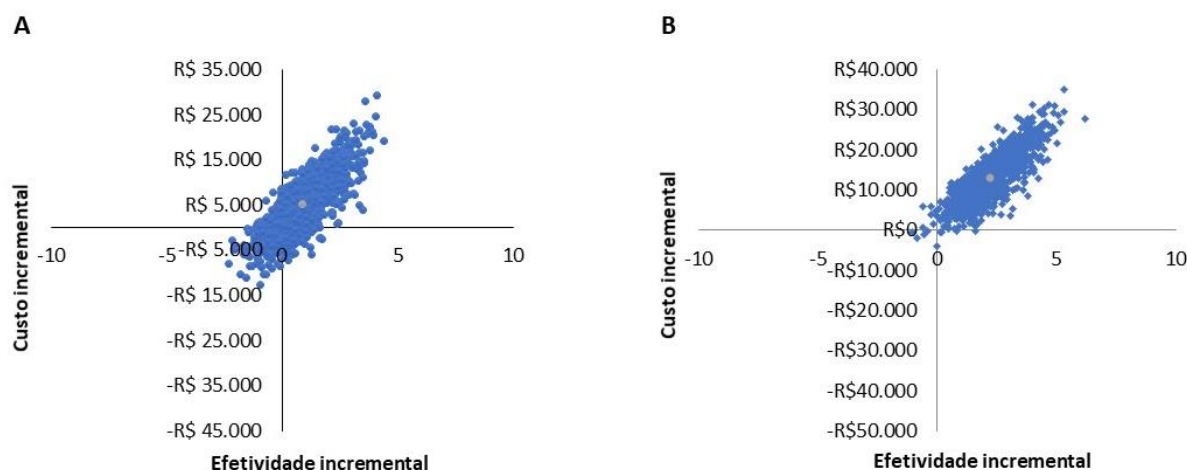 A
R$ 35.000
R$ 25.000
R$ 15.000
R$ 5.000
-R$ 5.000
-R$ 15.000
-R$ 25.000
-R$ 35.000
-R$ 45.000
-10
-5
0
5
10
Custo incremental
Efetividade incremental
B
R$40.000
R$30.000
R$20.000
R$10.000
R$0
-R$10.000
-R$20.000
-R$30.000
-R$40.000
-R$50.000
-10
-5
0
5
10
Custo incremental
Efetividade incremental